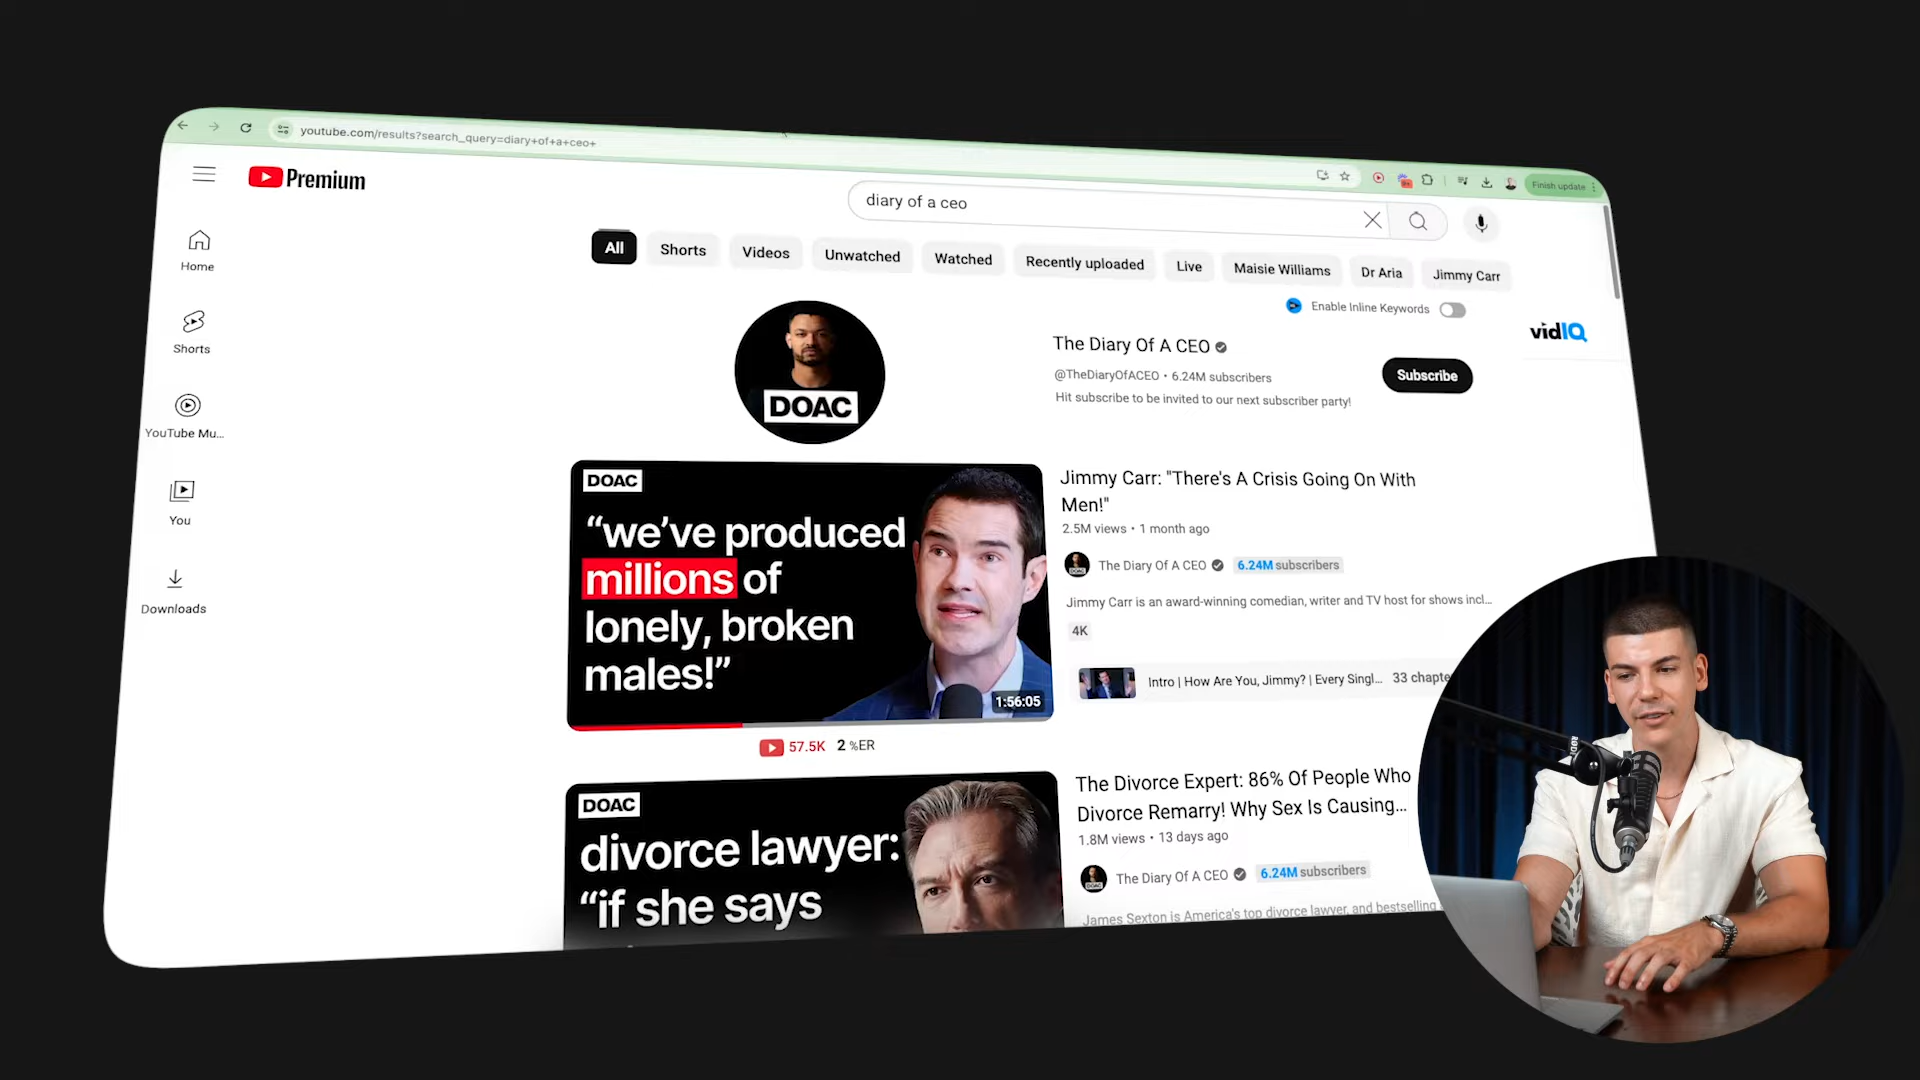 youtube.com/results?search_query=diary+of+a+ceo+
Finish update
Premium
diary of a ceo
All
Shorts
Videos
Unwatched
Watched
Recently uploaded
Live
Maisie Williams
Dr Aria
Jimmy Carr
Home
Shorts
YouTube Mu...
You
Downloads
Enable Inline Keywords
vidIQ
DOAC
The Diary Of A CEO
@TheDiaryOfACEO • 6.24M subscribers
Hit subscribe to be invited to our next subscriber party!
Subscribe
DOAC
“we’ve produced
millions of
lonely, broken
males!”
1:56:05
57.5K 2 %ER
Jimmy Carr: "There's A Crisis Going On With
Men!"
2.5M views • 1 month ago
The Diary Of A CEO 6.24M subscribers
Jimmy Carr is an award-winning comedian, writer and TV host for shows incl...
4K
Intro | How Are You, Jimmy? | Every Singl... 33 chapte
DOAC
divorce lawyer:
“if she says
The Divorce Expert: 86% Of People Who
Divorce Remarry! Why Sex Is Causing...
1.8M views • 13 days ago
The Diary Of A CEO 6.24M subscribers
James Sexton is America's top divorce lawyer, and bestselling
RØDE